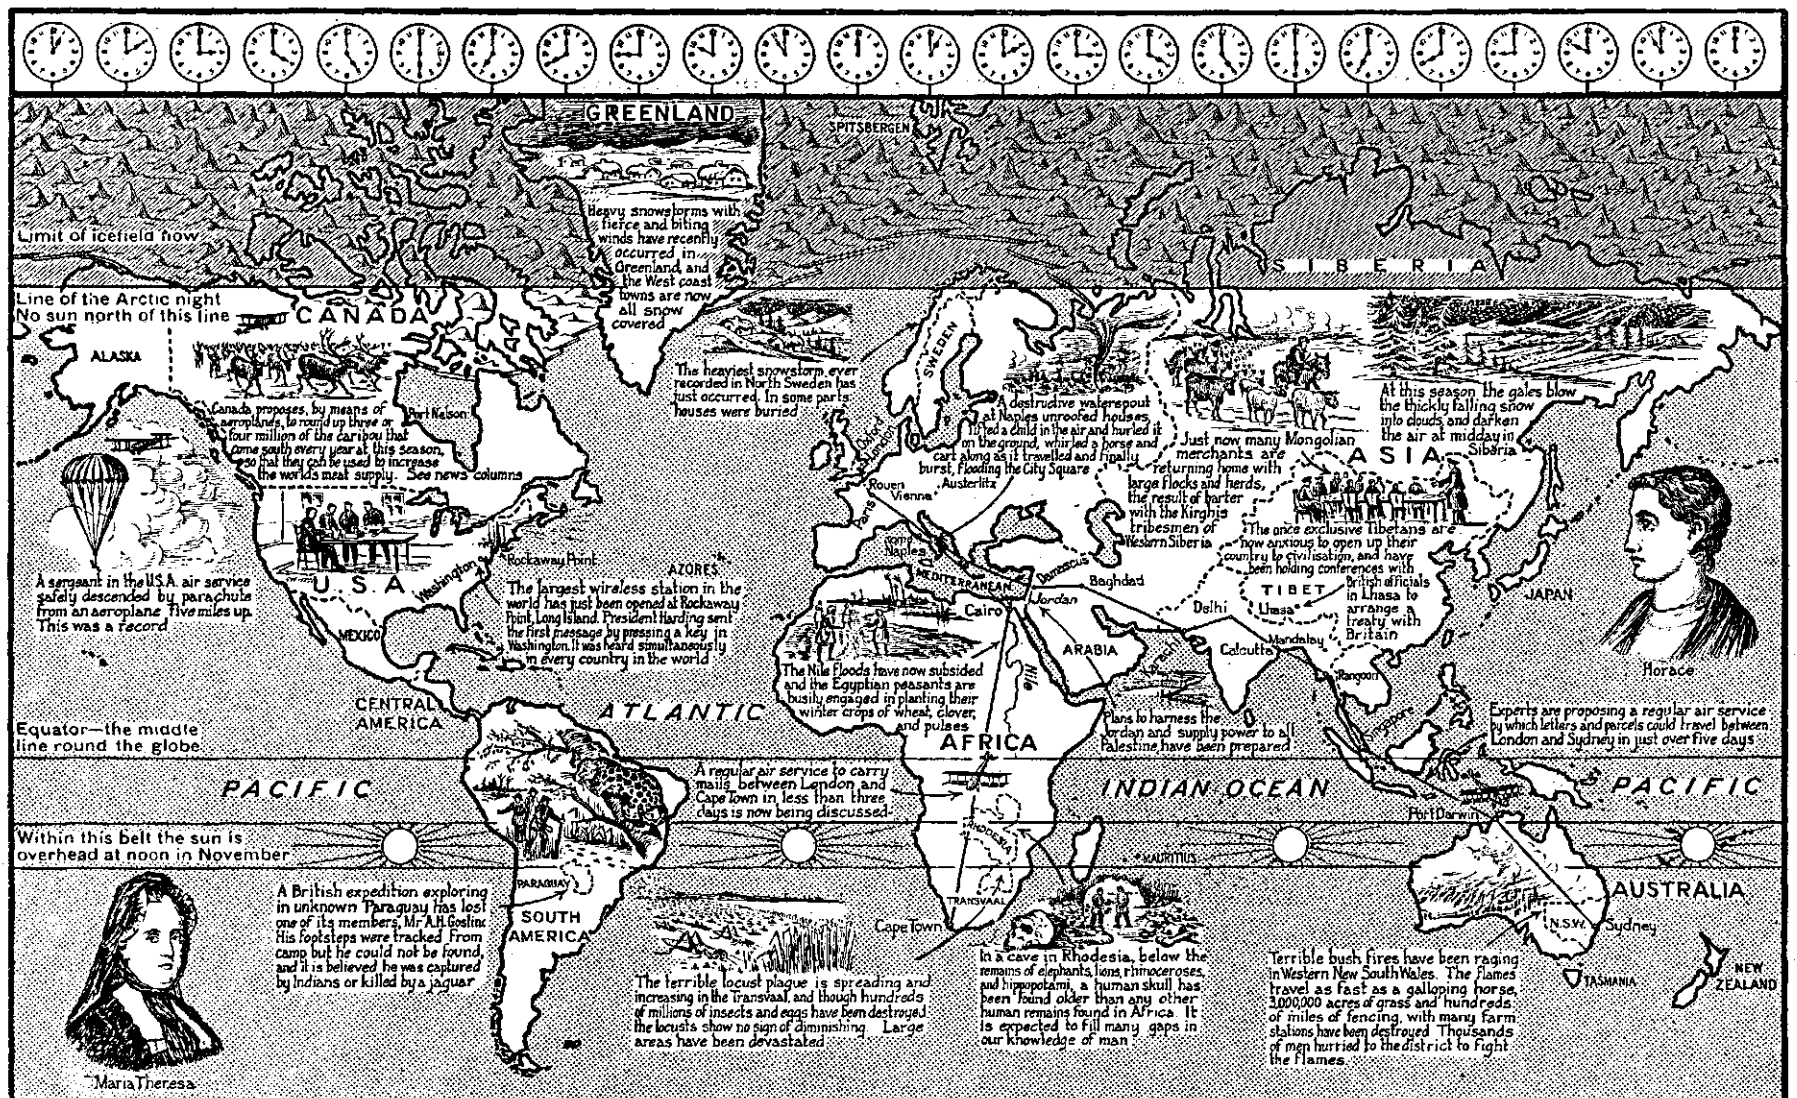 GREENLAND
SPITSBERGEN
Limit of icefield now
Heavy snowstorms with
fierce and biting
winds have recently
occurred in
Greenland, and
the West coast
towns are now
all snow
covered
SIBERIA
Line of the Arctic night
No sun north of this line
CANADA
ALASKA
Canada proposes, by means of
aeroplanes, to round up three or
four million of the caribou that
come south every year at this season,
so that they can be used to increase
the worlds meat supply. See news columns
Port Nelson
The heaviest snowstorm ever
recorded in North Sweden has
just occurred. In some parts
houses were buried
SWEDEN
A destructive waterspout
at Naples unroofed houses,
lifted a child in the air and hurled it
on the ground, whirled a horse and
cart along as it travelled and finally
burst, flooding the City Square
Just now many Mongolian
merchants are
returning home with
large flocks and herds,
the result of barter
with the Kirghis
tribesmen of
Western Siberia
At this season the gales blow
the thickly falling snow
into clouds and darken
the air at midday in
Siberia
ASIA
Oxford
London
Rouen
Paris
Vienna
Austerlitz
Rome
Naples
MEDITERRANEAN
The once exclusive Tibetans are
now anxious to open up their
country to civilisation, and have
been holding conferences with
British officials
in Lhasa to
arrange a
treaty with
Britain
TIBET
Lhasa
JAPAN
Horace
A sergeant in the U.S.A. air service
safely descended by parachute
from an aeroplane five miles up.
This was a record
USA
Washington
Rockaway Point
MEXICO
The largest wireless station in the
world has just been opened at Rockaway
Point, Long Island. President Harding sent
the first message by pressing a key in
Washington. It was heard simultaneously
in every country in the world
AZORES
Damascus
Baghdad
Jordan
Cairo
Delhi
Mandalay
Calcutta
Rangoon
Karachi
ARABIA
Nile
Singapore
The Nile floods have now subsided
and the Egyptian peasants are
busily engaged in planting their
winter crops of wheat, clover,
and pulses
Plans to harness the
Jordan and supply power to all
Palestine have been prepared
Experts are proposing a regular air service
by which letters and parcels could travel between
London and Sydney in just over five days
CENTRAL
AMERICA
ATLANTIC
Equator—the middle
line round the globe
AFRICA
PACIFIC
A regular air service to carry
mails between London and
Cape Town in less than three
days is now being discussed
INDIAN OCEAN
PACIFIC
Port Darwin
RHODESIA
Within this belt the sun is
overhead at noon in November
MAURITIUS
A British expedition exploring
in unknown Paraguay has lost
one of its members, Mr A.H. Gosling
His footsteps were tracked from
camp but he could not be found,
and it is believed he was captured
by Indians or killed by a jaguar
PARAGUAY
SOUTH
AMERICA
TRANSVAAL
Cape Town
AUSTRALIA
N.S.W.
Sydney
TASMANIA
NEW
ZEALAND
The terrible locust plague is spreading and
increasing in the Transvaal, and though hundreds
of millions of insects and eggs have been destroyed
the locusts show no sign of diminishing. Large
areas have been devastated
In a cave in Rhodesia, below the
remains of elephants, lions, rhinoceroses,
and hippopotami, a human skull has
been found older than any other
human remains found in Africa. It
is expected to fill many gaps in
our knowledge of man
Terrible bush fires have been raging
in Western New South Wales. The flames
travel as fast as a galloping horse,
3,000,000 acres of grass and hundreds
of miles of fencing, with many farm
stations have been destroyed Thousands
of men hurried to the district to fight
the flames
Maria Theresa